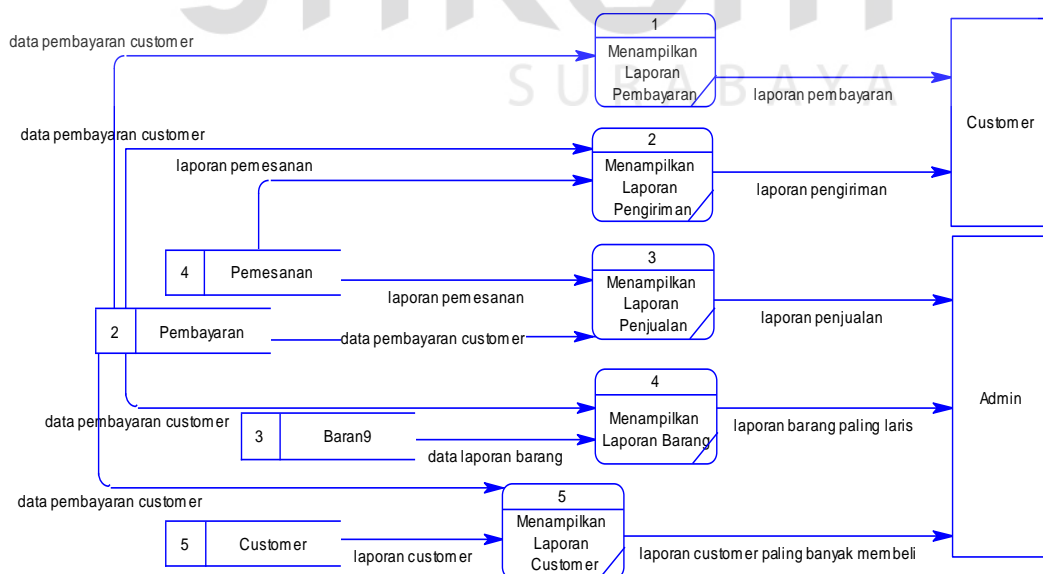 data pembayaran customer
1
Menampilkan
Laporan
Pembayaran
laporan pembayaran
SURABAYA
Customer
data pembayaran customer
laporan pemesanan
2
Menampilkan
Laporan
Pengiriman
laporan pengiriman
4 Pemesanan
laporan pemesanan
3
Menampilkan
Laporan
Penjualan
laporan penjualan
2 Pembayaran
data pembayaran customer
Admin
4
Menampilkan
Laporan Barang
laporan barang paling laris
data pembayaran customer
3 Baran9
data laporan barang
data pembayaran customer
5
Menampilkan
Laporan
Customer
laporan customer paling banyak membeli
5 Customer
laporan customer